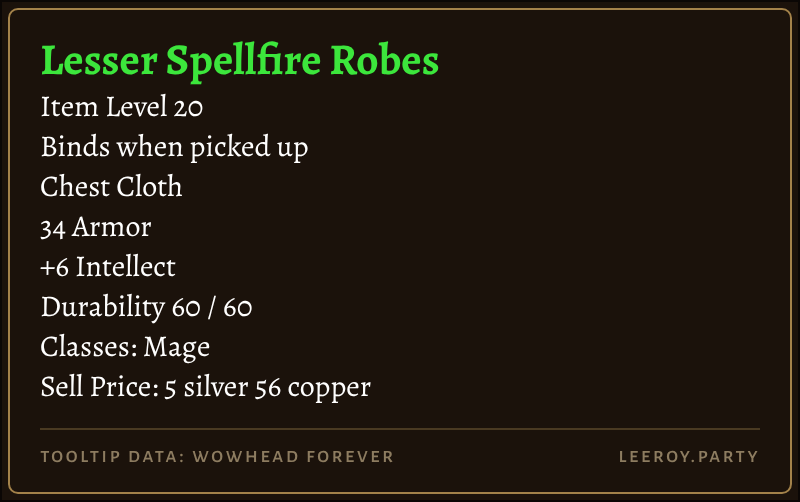 Lesser Spellfire Robes
Item Level 20
Binds when picked up
Chest Cloth
34 Armor
+6 Intellect
Durability 60 / 60
Classes: Mage
Sell Price: 5 silver 56 copper
TOOLTIP DATA: WOWHEAD FOREVER LEEROY.PARTY